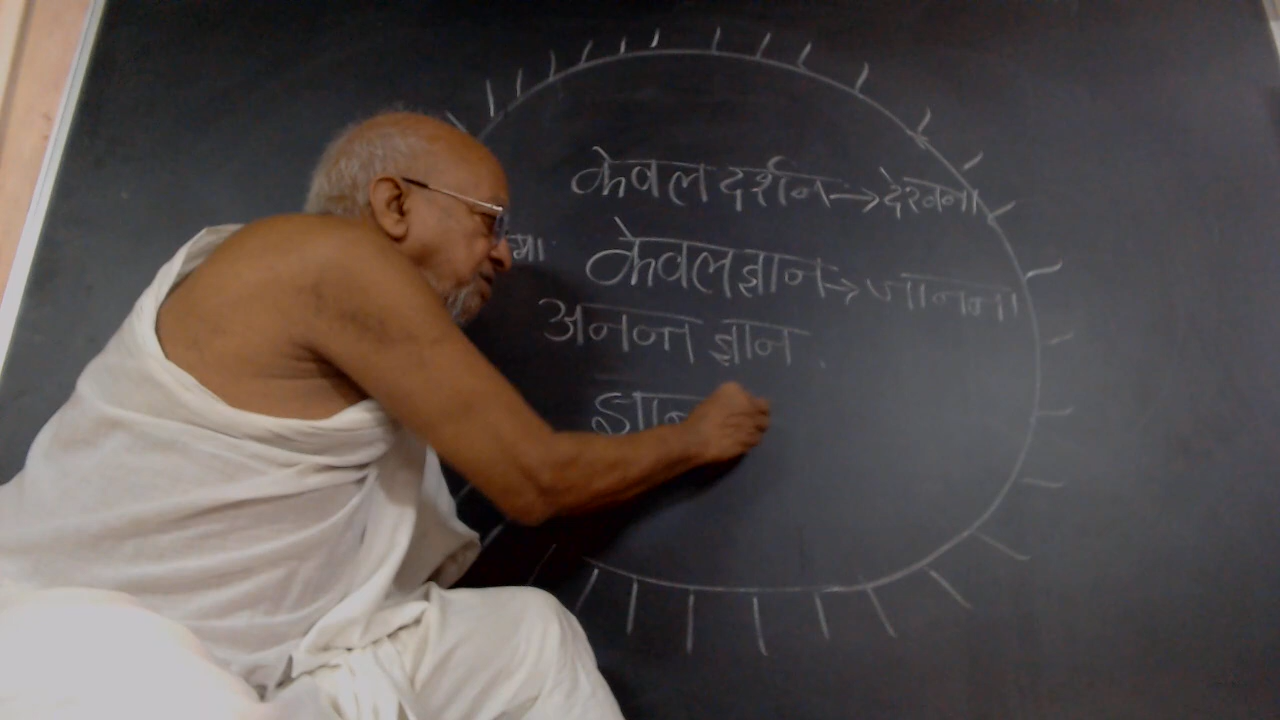 केवलदर्शन→देखना
केवलज्ञान→जानना
अनन्त ज्ञान